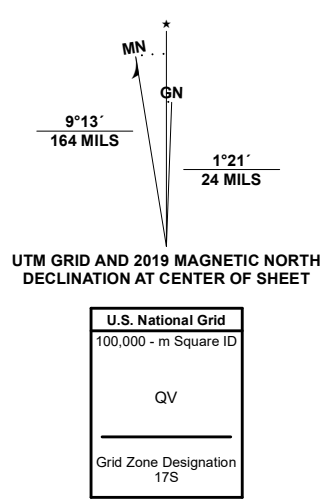 ★
MN
GN
9°13´
164 MILS
1°21´
24 MILS
UTM GRID AND 2019 MAGNETIC NORTH
DECLINATION AT CENTER OF SHEET
U.S. National Grid
100,000 - m Square ID
QV
Grid Zone Designation
17S